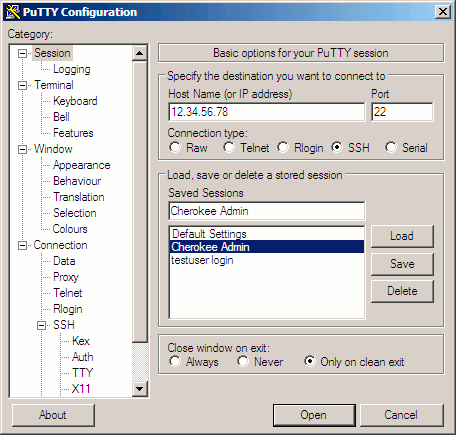 PuTTY Configuration
Category:
Session
Logging
Terminal
Keyboard
Bell
Features
Window
Appearance
Behaviour
Translation
Selection
Colours
Connection
Data
Proxy
Telnet
Rlogin
SSH
Kex
Auth
TTY
X11
Basic options for your PuTTY session
Specify the destination you want to connect to
Host Name (or IP address) Port
12.34.56.78 22
Connection type:
Raw Telnet Rlogin SSH Serial
Load, save or delete a stored session
Saved Sessions
Cherokee Admin
Default Settings
Cherokee Admin
testuser login
Load
Save
Delete
Close window on exit:
Always Never Only on clean exit
About Open Cancel